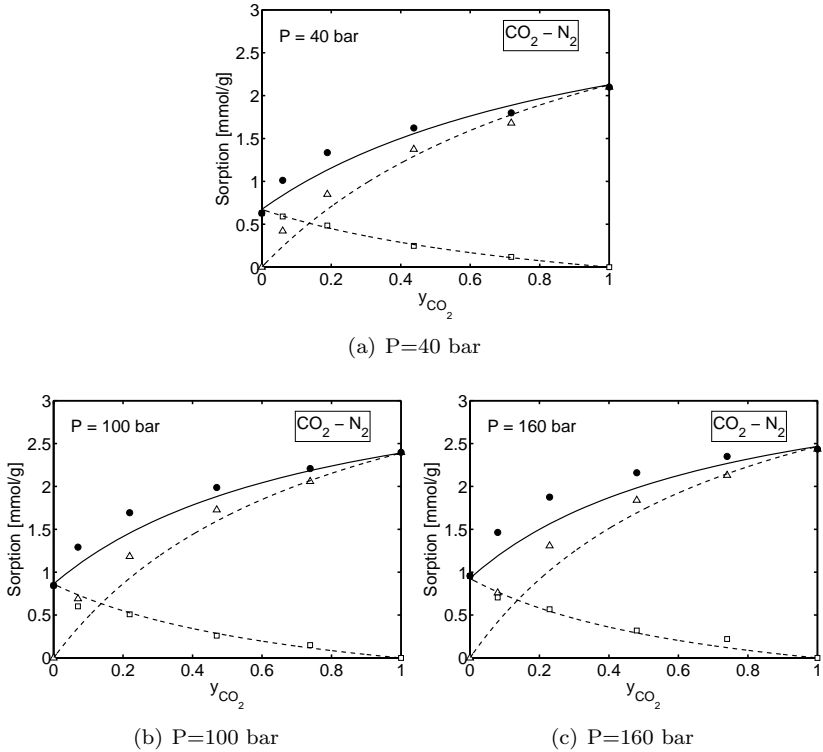 3
P = 40 bar
CO2 – N2
2.5
2
1.5
1
0.5
0
Sorption [mmol/g]
0 0.2 0.4 0.6 0.8 1
yCO2
(a) P=40 bar
3
P = 100 bar
CO2 – N2
2.5
2
1.5
1
0.5
0
Sorption [mmol/g]
0 0.2 0.4 0.6 0.8 1
yCO2
(b) P=100 bar
3
P = 160 bar
CO2 – N2
2.5
2
1.5
1
0.5
0
Sorption [mmol/g]
0 0.2 0.4 0.6 0.8 1
yCO2
(c) P=160 bar